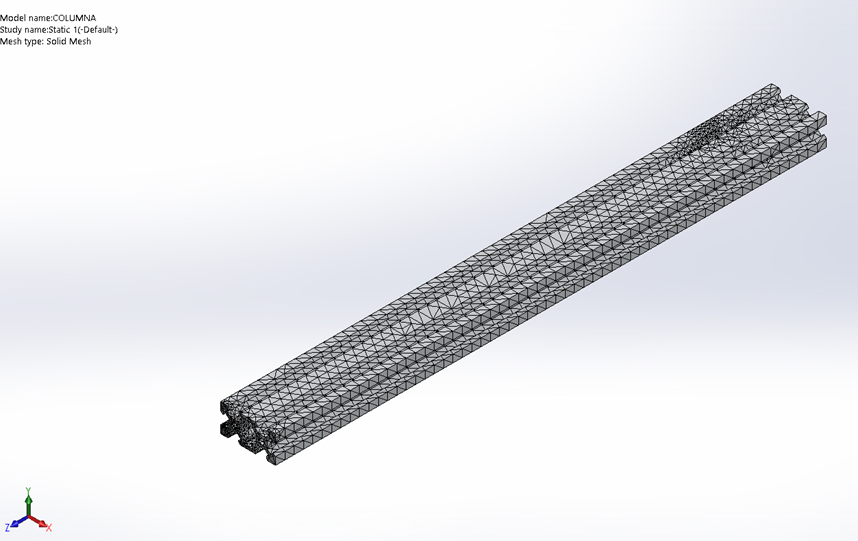 Model name:COLUMNA
Study name:Static 1(-Default-)
Mesh type: Solid Mesh
Y
Z
X